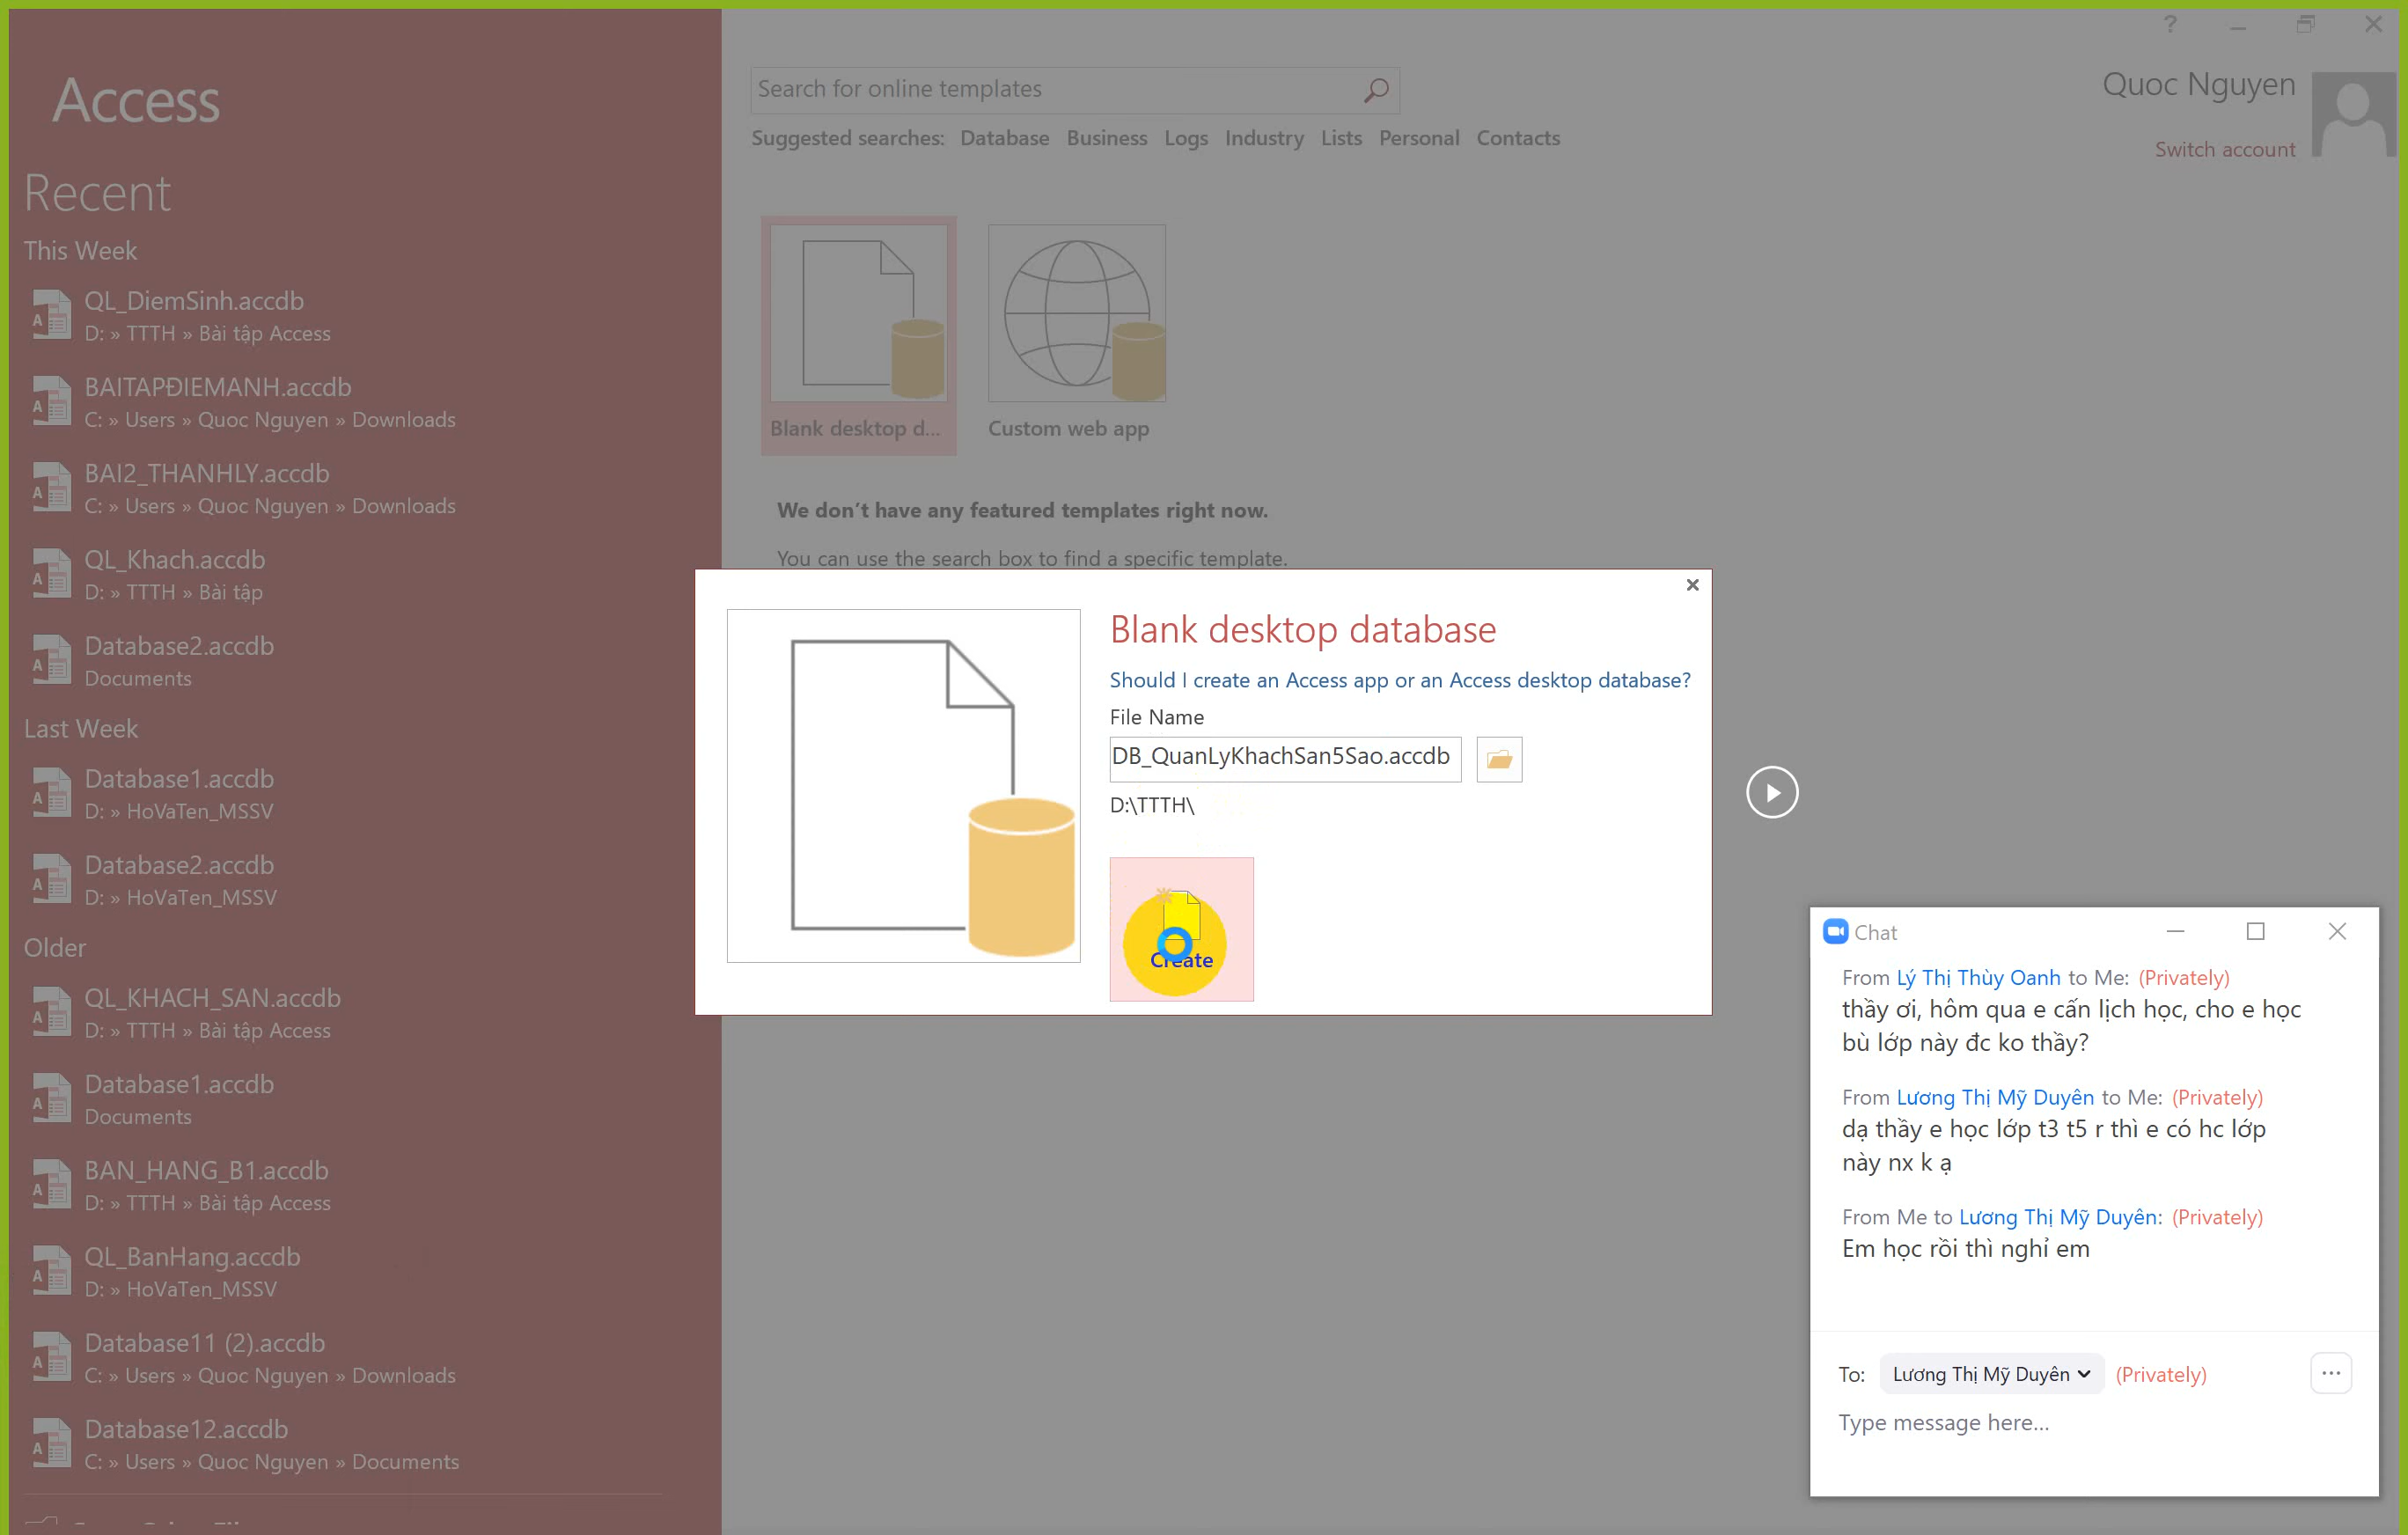 Access
Recent
This Week
QL_DiemSinh.accdb
D: » TTTH » Bài tập Access
BAITAPĐIEMANH.accdb
C: » Users » Quoc Nguyen » Downloads
BAI2_THANHLY.accdb
C: » Users » Quoc Nguyen » Downloads
QL_Khach.accdb
D: » TTTH » Bài tập
Database2.accdb
Documents
Last Week
Database1.accdb
D: » HoVaTen_MSSV
Database2.accdb
D: » HoVaTen_MSSV
Older
QL_KHACH_SAN.accdb
D: » TTTH » Bài tập Access
Database1.accdb
Documents
BAN_HANG_B1.accdb
D: » TTTH » Bài tập Access
QL_BanHang.accdb
D: » HoVaTen_MSSV
Database11 (2).accdb
C: » Users » Quoc Nguyen » Downloads
Database12.accdb
C: » Users » Quoc Nguyen » Documents
Search for online templates
Suggested searches: Database Business Logs Industry Lists Personal Contacts
Quoc Nguyen
Switch account
Blank desktop d...
Custom web app
We don't have any featured templates right now.
You can use the search box to find a specific template.
Blank desktop database
Should I create an Access app or an Access desktop database?
File Name
DB_QuanLyKhachSan5Sao.accdb
D:\TTTH\
Create
Chat
From Lý Thị Thùy Oanh to Me: (Privately)
thầy ơi, hôm qua e cấn lịch học, cho e học
bù lớp này đc ko thầy?
From Lương Thị Mỹ Duyên to Me: (Privately)
dạ thầy e học lớp t3 t5 r thì e có hc lớp
này nx k ạ
From Me to Lương Thị Mỹ Duyên: (Privately)
Em học rồi thì nghỉ em
To: Lương Thị Mỹ Duyên (Privately)
Type message here...